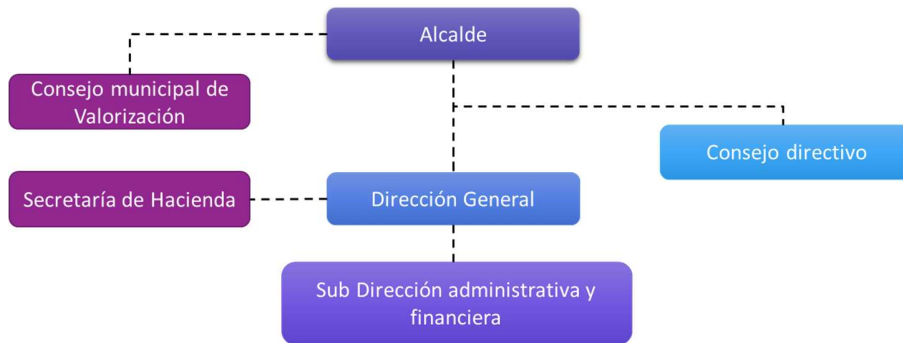 Alcalde
Consejo municipal de
Valorización
Consejo directivo
Secretaría de Hacienda
Dirección General
Sub Dirección administrativa y
financiera